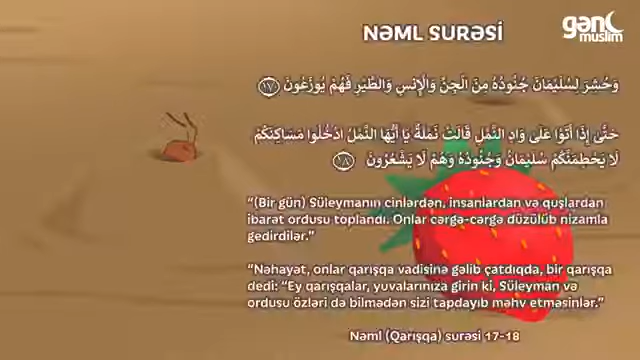 NƏML SURƏSİ
gənc
muslim
وَحُشِرَ لِسُلَيْمَانَ جُنُودُهُ مِنَ الْجِنِّ وَالْإِنْسِ وَالطَّيْرِ فَهُمْ يُوزَعُونَ ﴿١٧﴾
حَتَّىٰ إِذَا أَتَوْا عَلَىٰ وَادِ النَّمْلِ قَالَتْ نَمْلَةٌ يَا أَيُّهَا النَّمْلُ ادْخُلُوا مَسَاكِنَكُمْ
لَا يَحْطِمَنَّكُمْ سُلَيْمَانُ وَجُنُودُهُ وَهُمْ لَا يَشْعُرُونَ ﴿١٨﴾
“(Bir gün) Süleymanın cinlərdən, insanlardan və quşlardan
ibarət ordusu toplandı. Onlar cərgə-cərgə düzülüb nizamla
gedirdilər.”
“Nəhayət, onlar qarışqa vadisinə gəlib çatdıqda, bir qarışqa
dedi: “Ey qarışqalar, yuvalarınıza girin ki, Süleyman və
ordusu özləri də bilmədən sizi tapdayıb məhv etməsinlər.”
Nəml (Qarışqa) surəsi 17-18